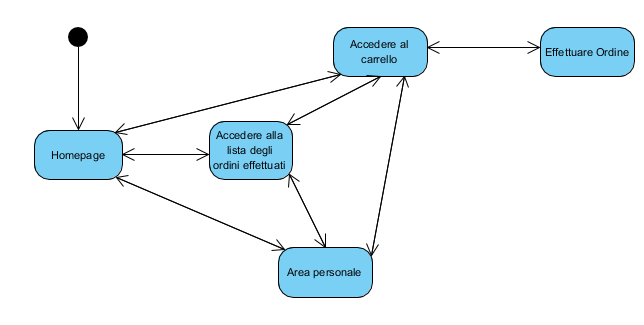 Accedere al
carrello
Effettuare Ordine
Accedere alla
lista degli
ordini effettuati
Homepage
Area personale